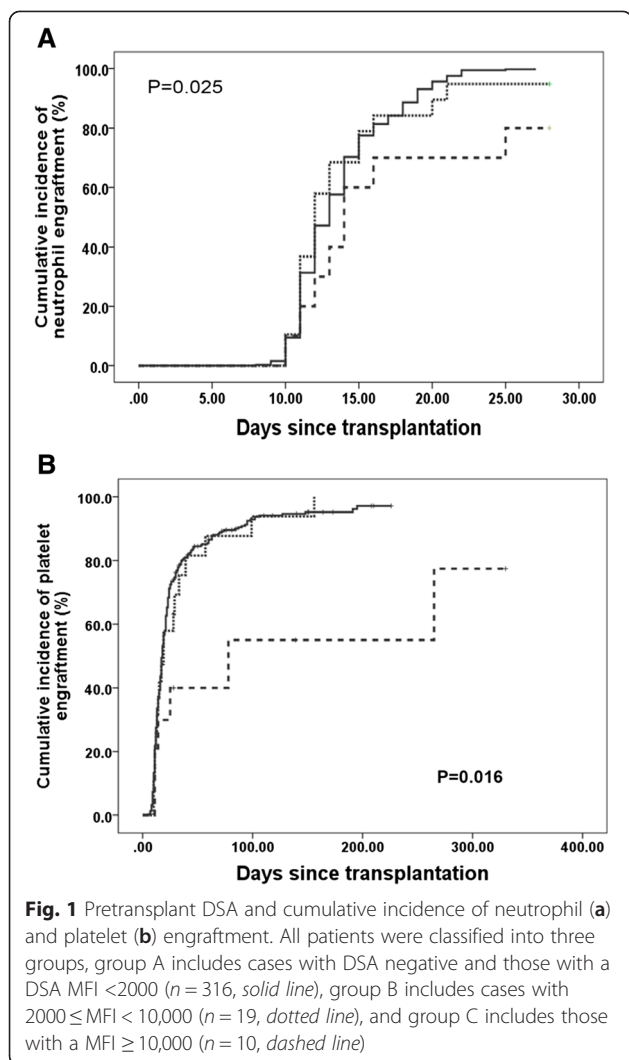 A
100.0
P=0.025
80.0
60.0
40.0
20.0
0.0
Cumulative incidence of
neutrophil engraftment (%)
.00 5.00 10.00 15.00 20.00 25.00 30.00
Days since transplantation
B
100.0
80.0
60.0
40.0
20.0
0.0
Cumulative incidence of platelet
engraftment (%)
P=0.016
.00 100.00 200.00 300.00 400.00
Days since transplantation
Fig. 1 Pretransplant DSA and cumulative incidence of neutrophil (a)
and platelet (b) engraftment. All patients were classified into three
groups, group A includes cases with DSA negative and those with a
DSA MFI <2000 (n = 316, solid line), group B includes cases with
2000 ≤ MFI < 10,000 (n = 19, dotted line), and group C includes those
with a MFI ≥ 10,000 (n = 10, dashed line)